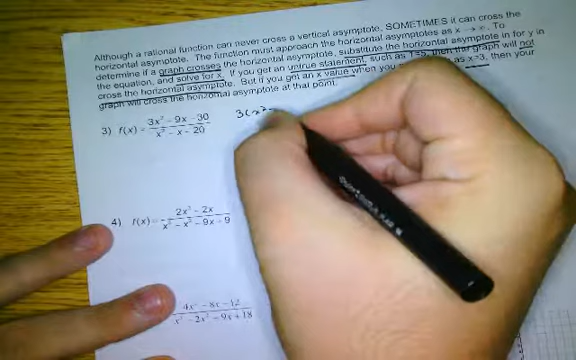 Although a rational function can never cross a vertical asymptote, SOMETIMES it can cross the
horizontal asymptote. The function must approach the horizontal asymptotes as x → ∞. To
determine if a graph crosses the horizontal asymptote, substitute the horizontal asymptote in for y in
the equation, and solve for x. If you get an untrue statement, such as 1=5, then the graph will not
cross the horizontal asymptote. But if you get an x value when you as x=3, then your
graph will cross the horizontal asymptote at that point.
3) f(x) = 3x² - 9x - 30 / x² - x - 20
3(x²-
4) f(x) = 2x² - 2x / x³ - x² - 9x - 9
4x² - 8x - 12 / x³ - 2x² - 9x + 18